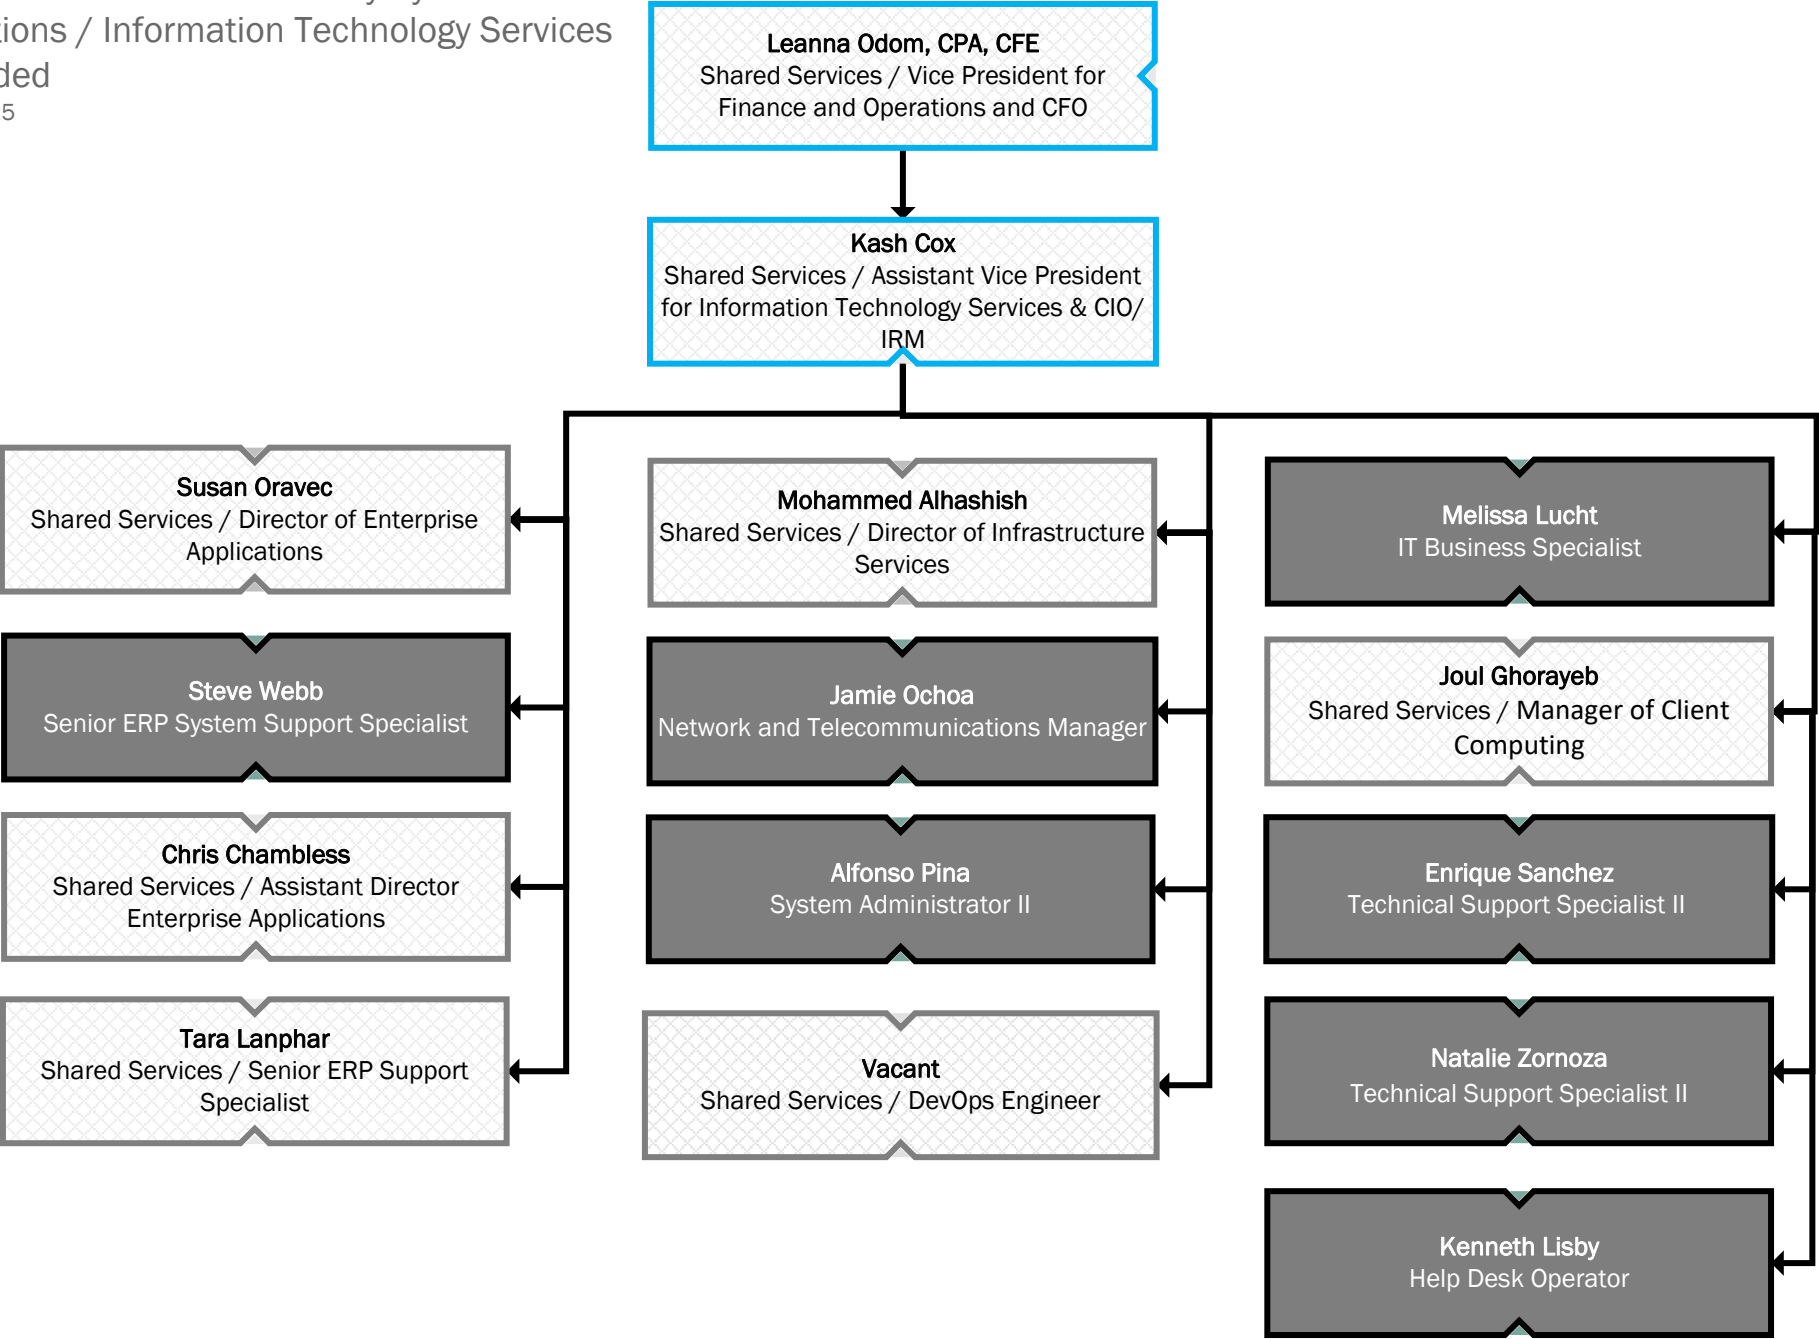 / Information Technology Services
5
Leanna Odom, CPA, CFE
Shared Services / Vice President for
Finance and Operations and CFO
Kash Cox
Shared Services / Assistant Vice President
for Information Technology Services & CIO/
IRM
Susan Oravec
Shared Services / Director of Enterprise
Applications
Steve Webb
Senior ERP System Support Specialist
Chris Chambless
Shared Services / Assistant Director
Enterprise Applications
Tara Lanphar
Shared Services / Senior ERP Support
Specialist
Mohammed Alhashish
Shared Services / Director of Infrastructure
Services
Jamie Ochoa
Network and Telecommunications Manager
Alfonso Pina
System Administrator II
Vacant
Shared Services / DevOps Engineer
Melissa Lucht
IT Business Specialist
Joul Ghorayeb
Shared Services / Manager of Client
Computing
Enrique Sanchez
Technical Support Specialist II
Natalie Zornoza
Technical Support Specialist II
Kenneth Lisby
Help Desk Operator